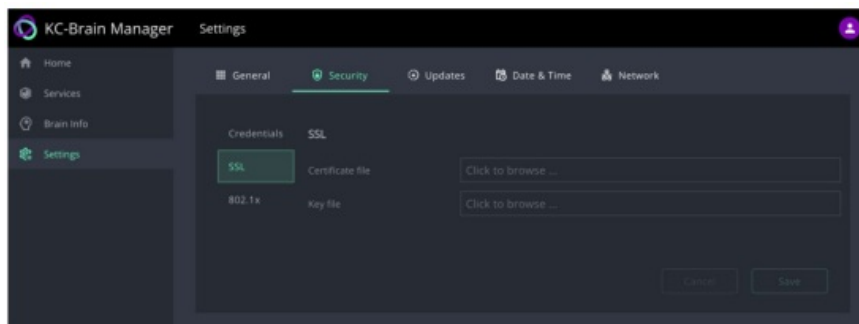 KC-Brain Manager Settings
Home
Services
Brain Info
Settings
General Security Updates Date & Time Network
Credentials
SSL
802.1x
SSL
Certificate file Click to browse ...
Key file Click to browse ...
Cancel Save